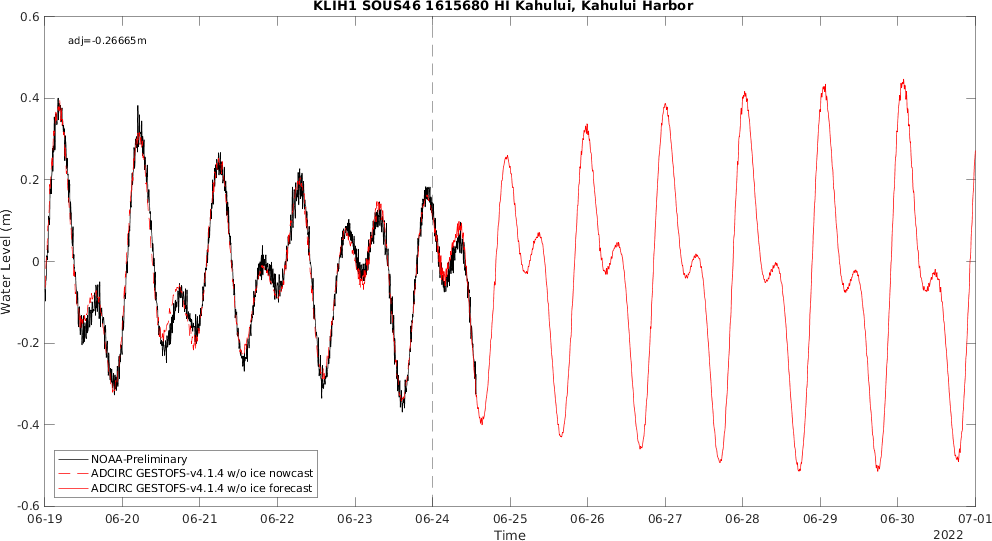 KLIH1 SOUS46 1615680 HI Kahului, Kahului Harbor
adj=-0.26665m
0.6
0.4
0.2
0
-0.2
-0.4
-0.6
Water Level (m)
NOAA-Preliminary
ADCIRC GESTOFS-v4.1.4 w/o ice nowcast
ADCIRC GESTOFS-v4.1.4 w/o ice forecast
06-19 06-20 06-21 06-22 06-23 06-24 06-25 06-26 06-27 06-28 06-29 06-30 07-01
Time
2022